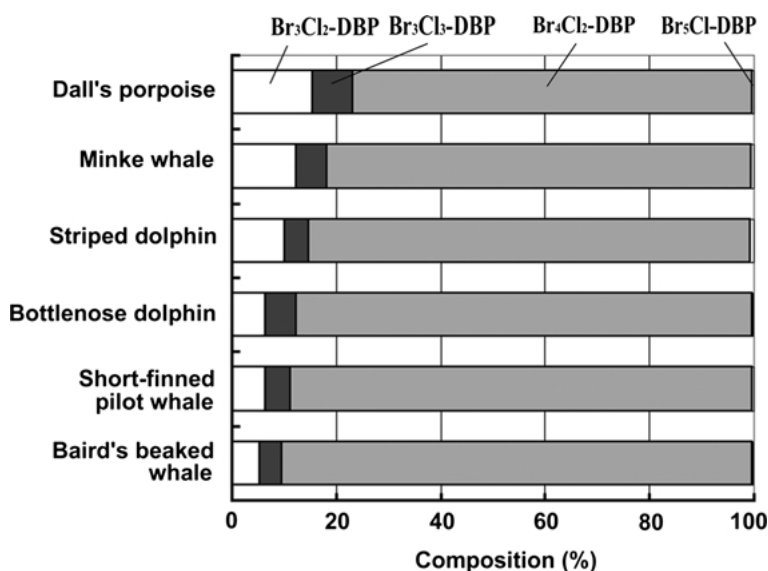 Br₃Cl₂-DBP Br₃Cl₃-DBP Br₄Cl₂-DBP Br₅Cl-DBP
Dall's porpoise
Minke whale
Striped dolphin
Bottlenose dolphin
Short-finned
pilot whale
Baird's beaked
whale
0 20 40 60 80 100
Composition (%)